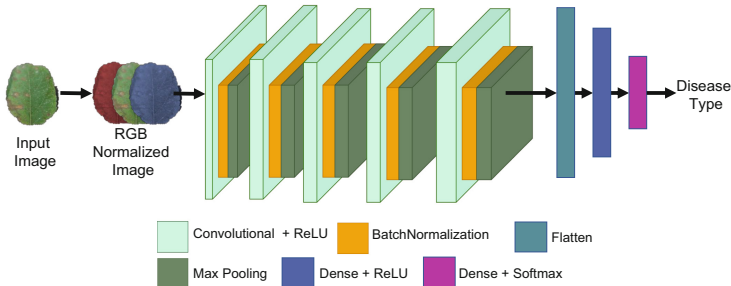 Input
Image
RGB
Normalized
Image
Disease
Type
Convolutional + ReLU
BatchNormalization
Flatten
Max Pooling
Dense + ReLU
Dense + Softmax